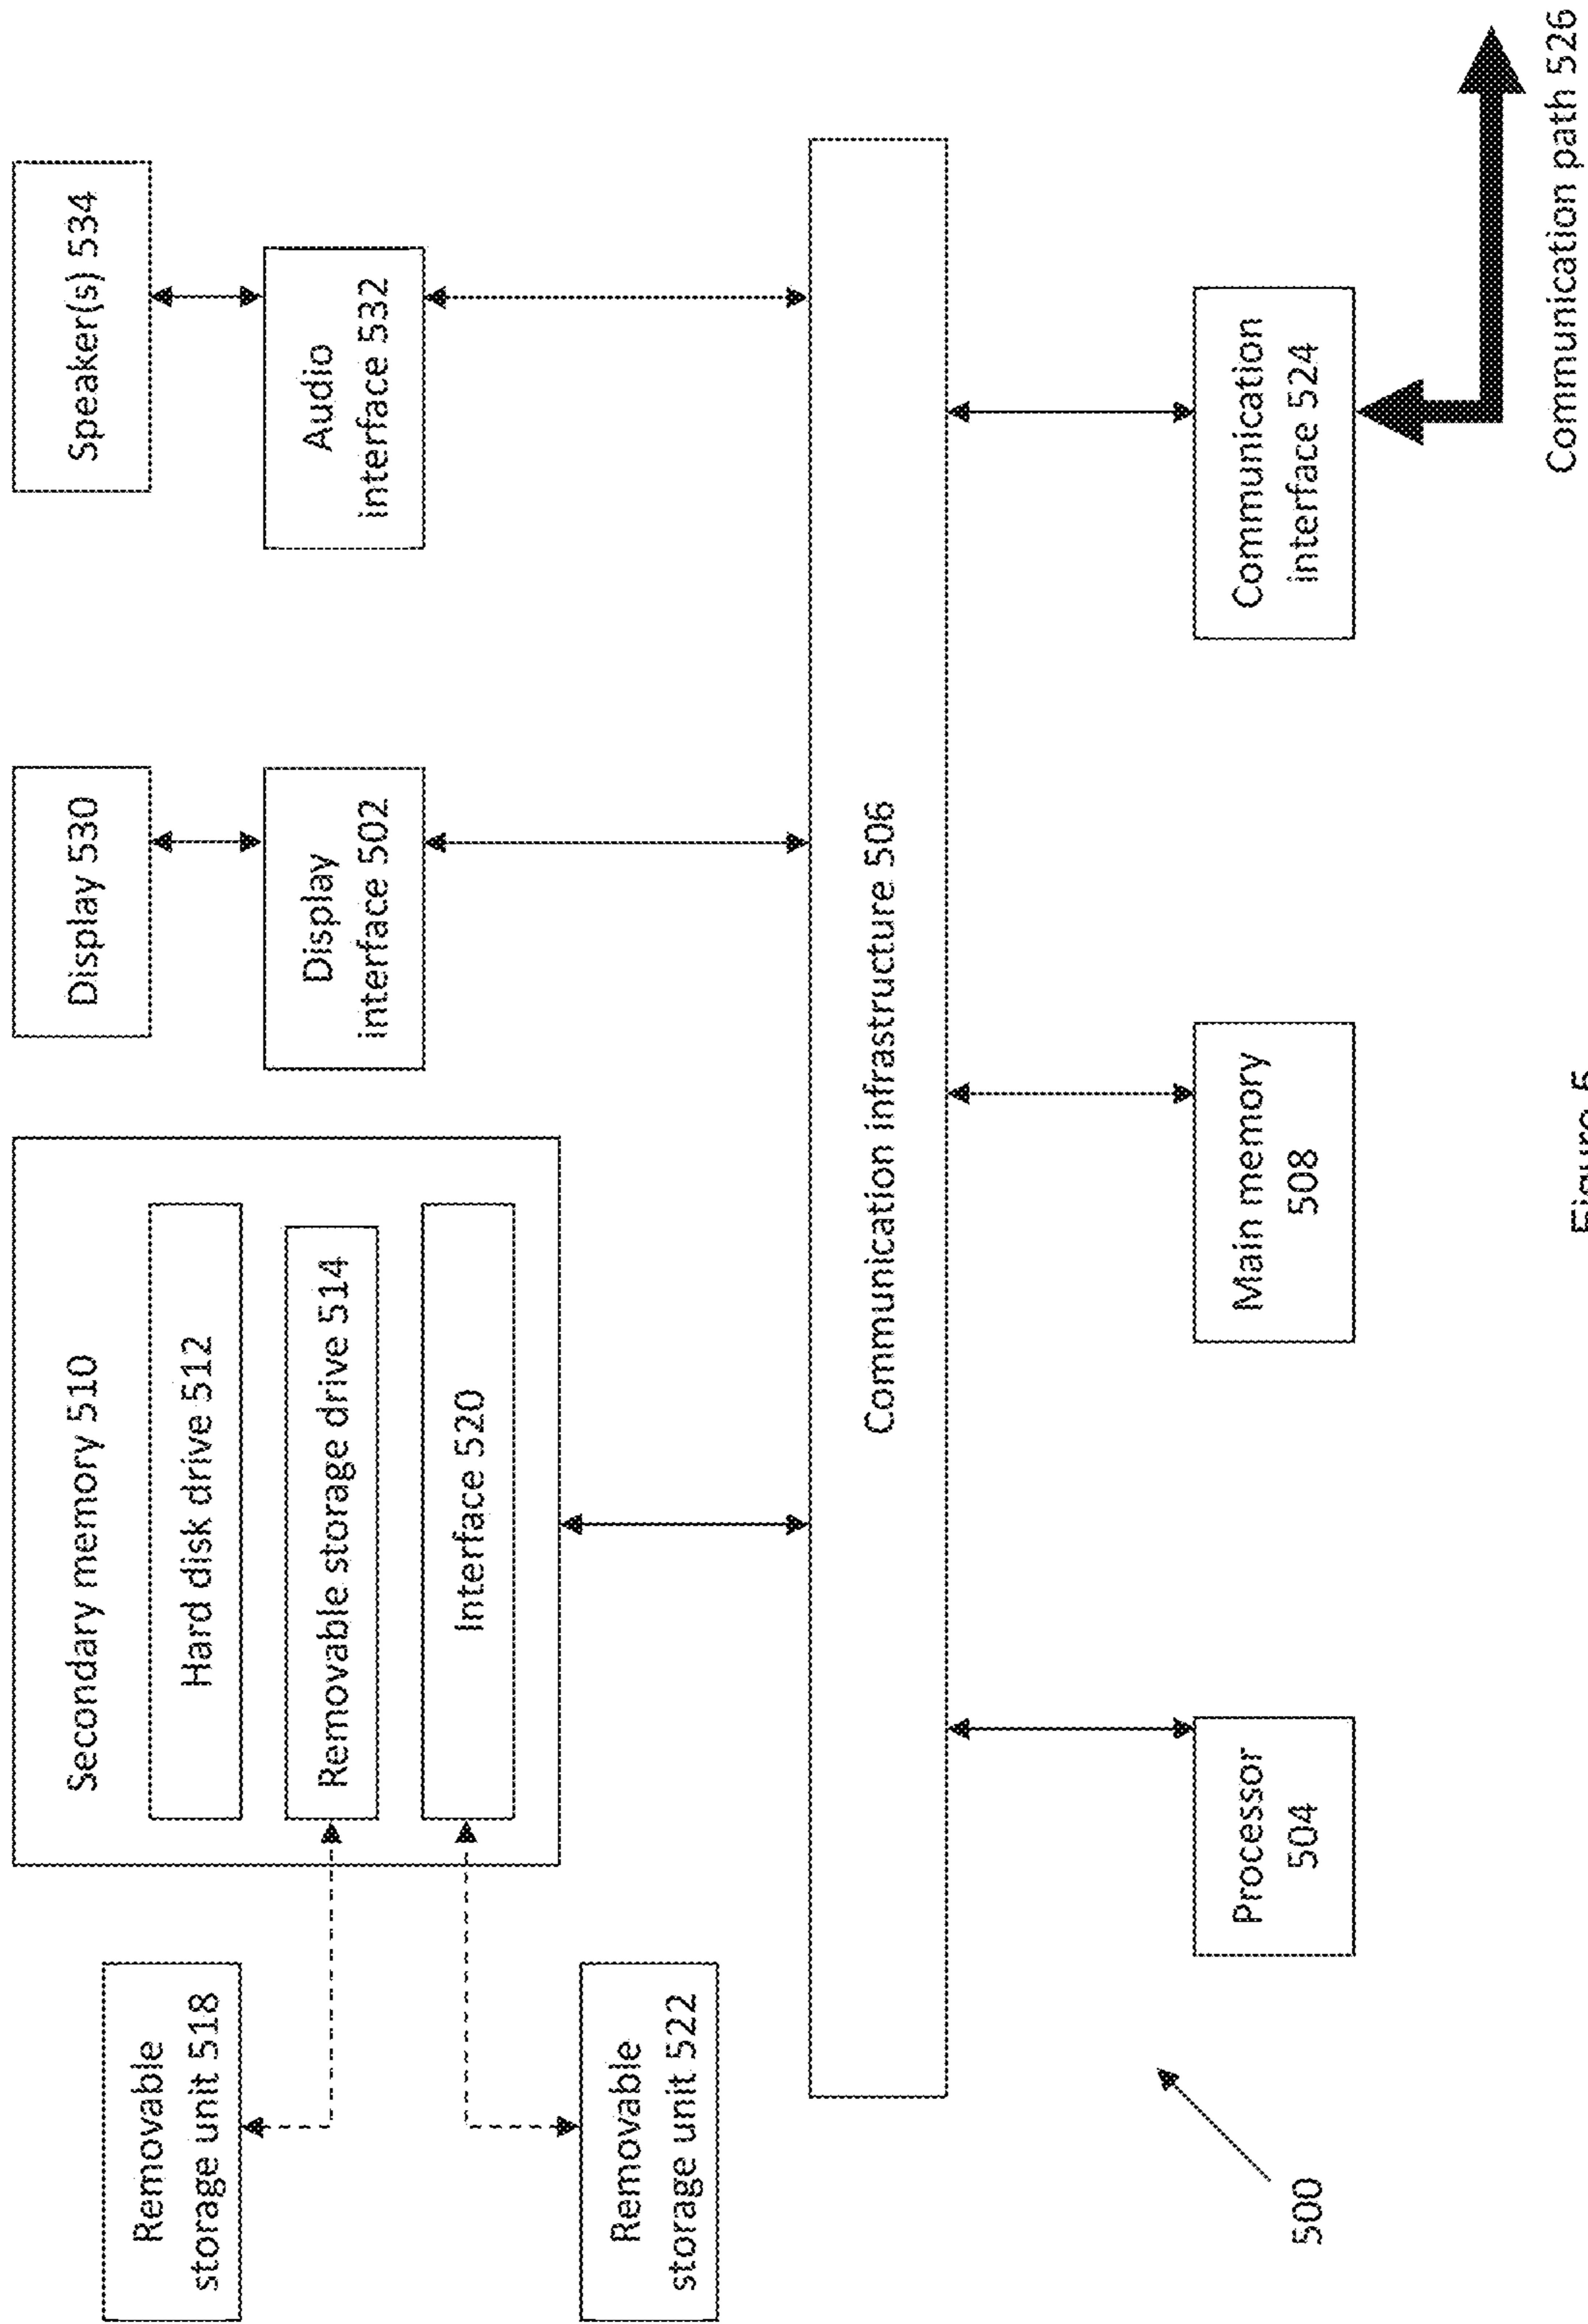 Removable
storage unit 518
Removable
storage unit 522
Secondary memory 510
Hard disk drive 512
Removable storage drive 514
Interface 520
Display 530
Display
interface 502
Speaker(s) 534
Audio
interface 532
Communication infrastructure 506
500
Processor
504
Main memory
508
Communication
interface 524
Communication path 526
Figure 5